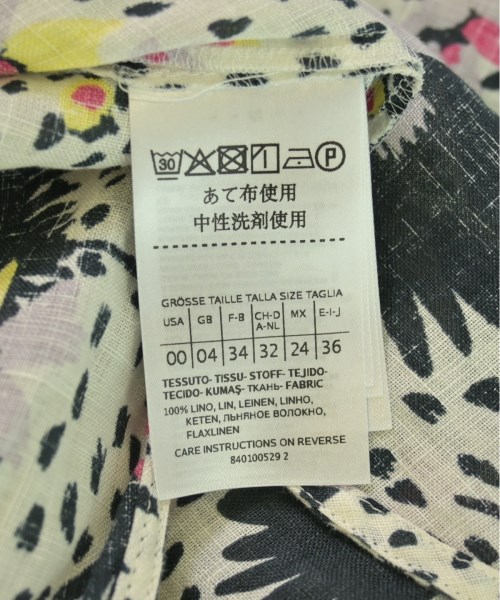 30 P
あて布使用
中性洗剤使用
GRÖSSE TAILLE TALLA SIZE TAGLIA
USA GB F-B CH-D A-NL MX E-I-J
00 04 34 32 24 36
TESSUTO- TISSU- STOFF- TEJIDO-
TECIDO- KUMAŞ- ТКАНЬ- FABRIC
100% LINO, LIN, LEINEN, LINHO,
KETEN, ЛЬНЯНОЕ ВОЛОКНО,
FLAXLINEN
CARE INSTRUCTIONS ON REVERSE
840100529 2